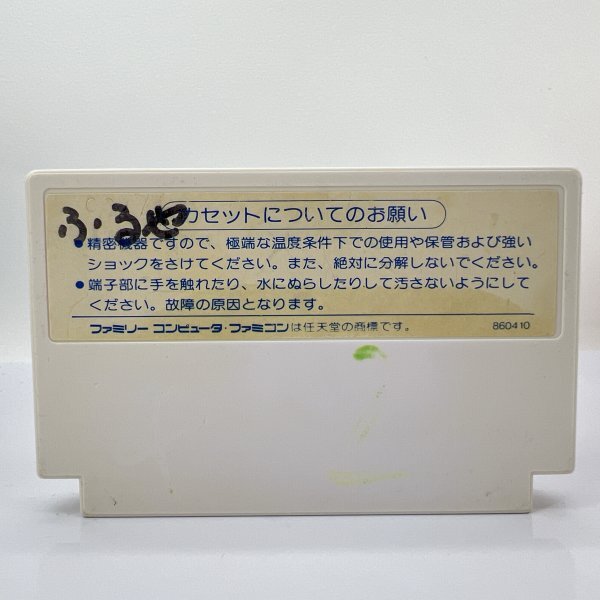 ふるや
カセットについてのお願い
●精密機器ですので、極端な温度条件下での使用や保管および強い
ショックをさけてください。また、絶対に分解しないでください。
●端子部に手を触れたり、水にぬらしたりして汚さないようにして
ください。故障の原因となります。
ファミリー コンピュータ・ファミコンは任天堂の商標です。 860410